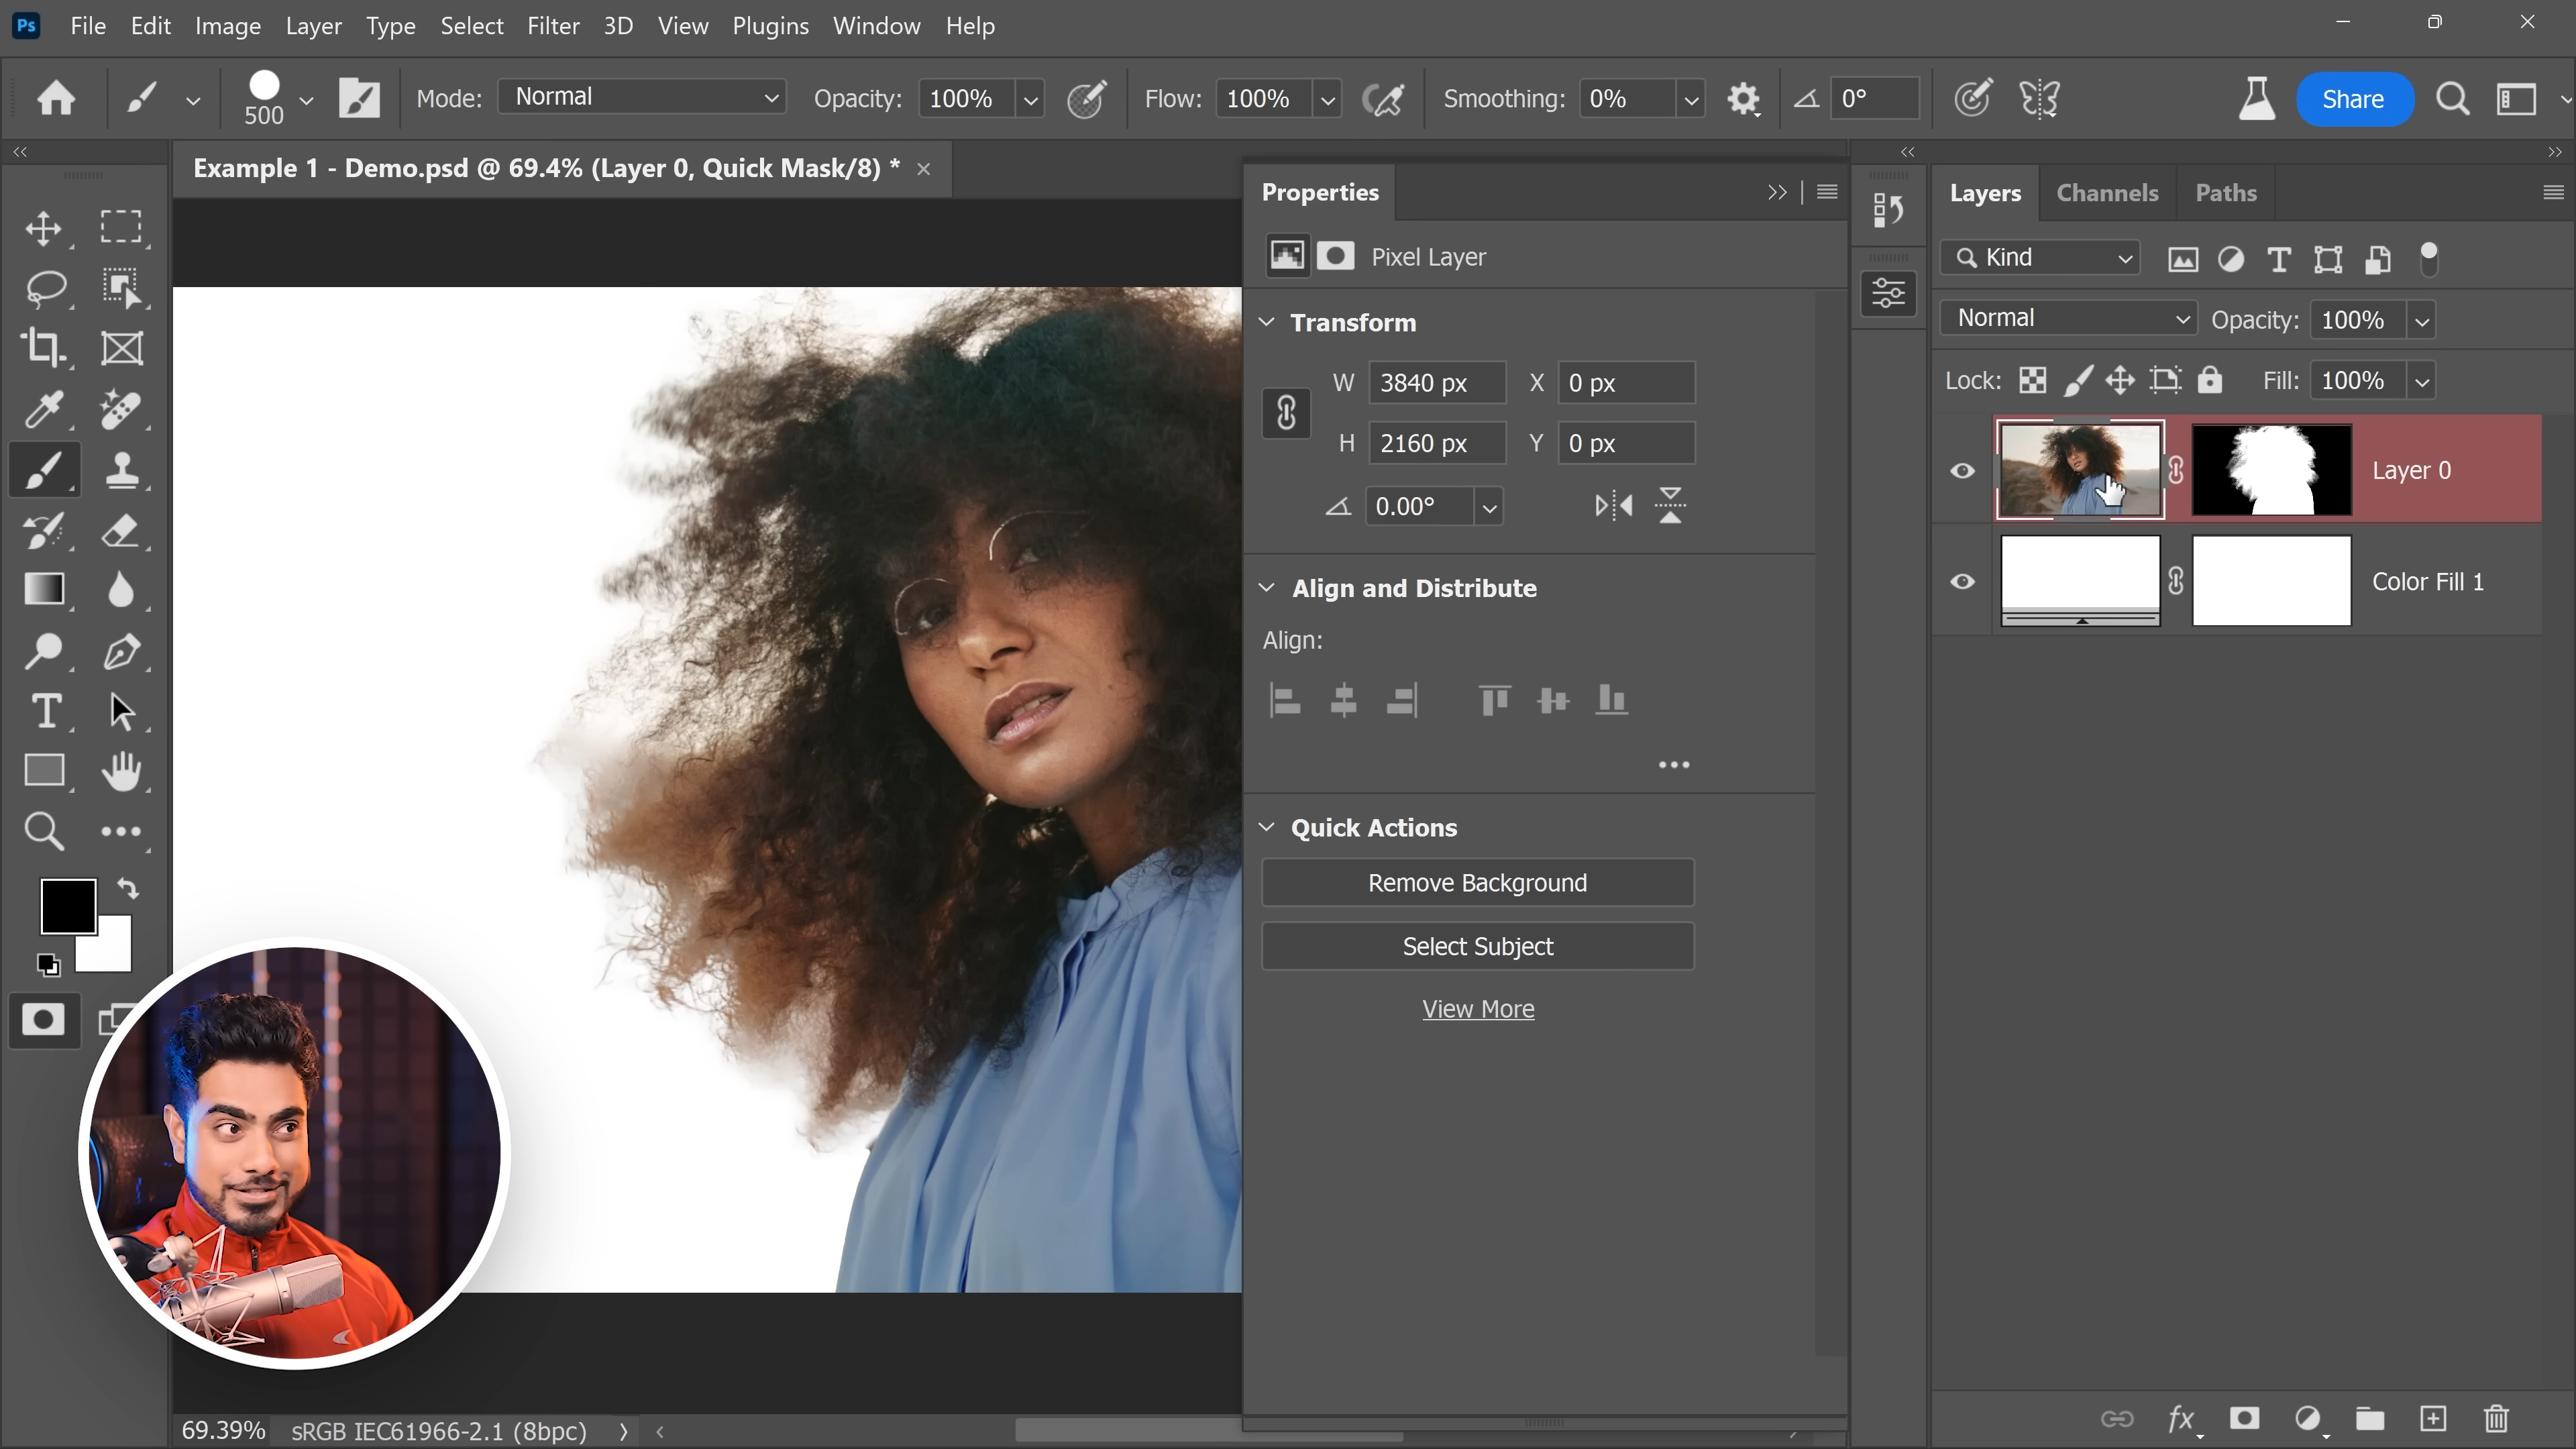 Ps File Edit Image Layer Type Select Filter 3D View Plugins Window Help
500 Mode: Normal Opacity: 100% Flow: 100% Smoothing: 0% 0° Share
Example 1 - Demo.psd @ 69.4% (Layer 0, Quick Mask/8) *
Properties
Pixel Layer
Transform
W 3840 px X 0 px
H 2160 px Y 0 px
0.00°
Align and Distribute
Align:
Quick Actions
Remove Background
Select Subject
View More
Layers Channels Paths
Kind
Normal Opacity: 100%
Lock: Fill: 100%
Layer 0
Color Fill 1
fx
69.39% sRGB IEC61966-2.1 (8bpc)